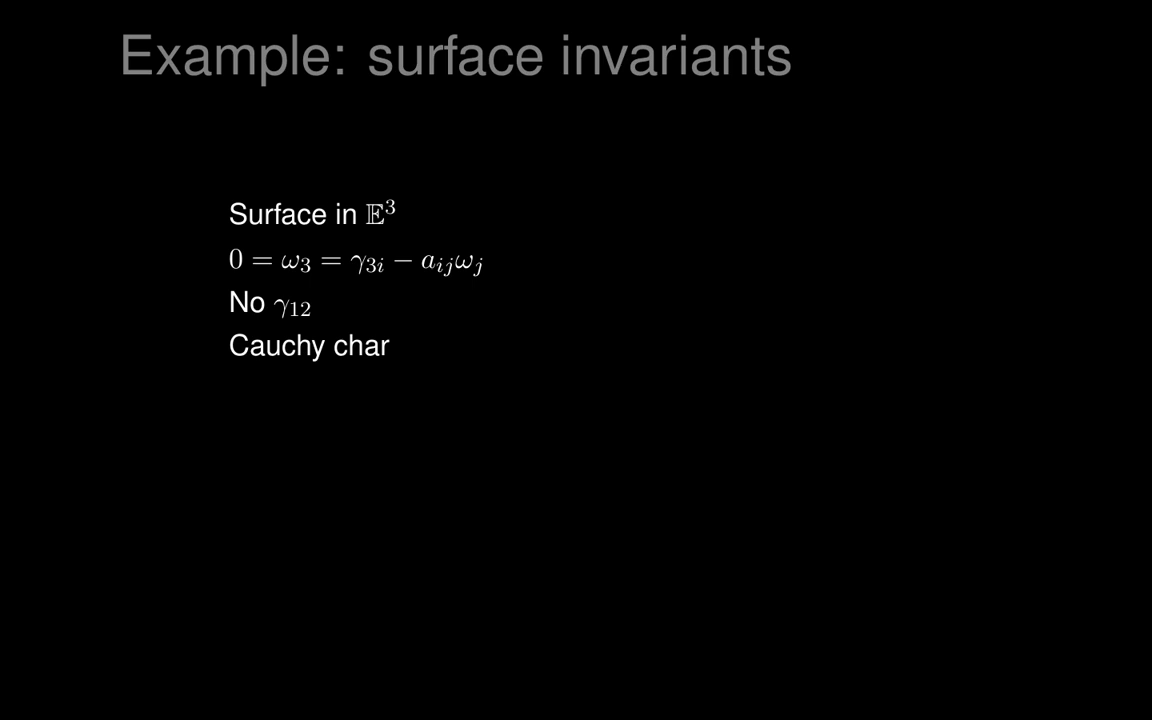 Example: surface invariants
Surface in 𝔼³
0 = ω₃ = γ₃ᵢ − aᵢⱼωⱼ
No γ₁₂
Cauchy char